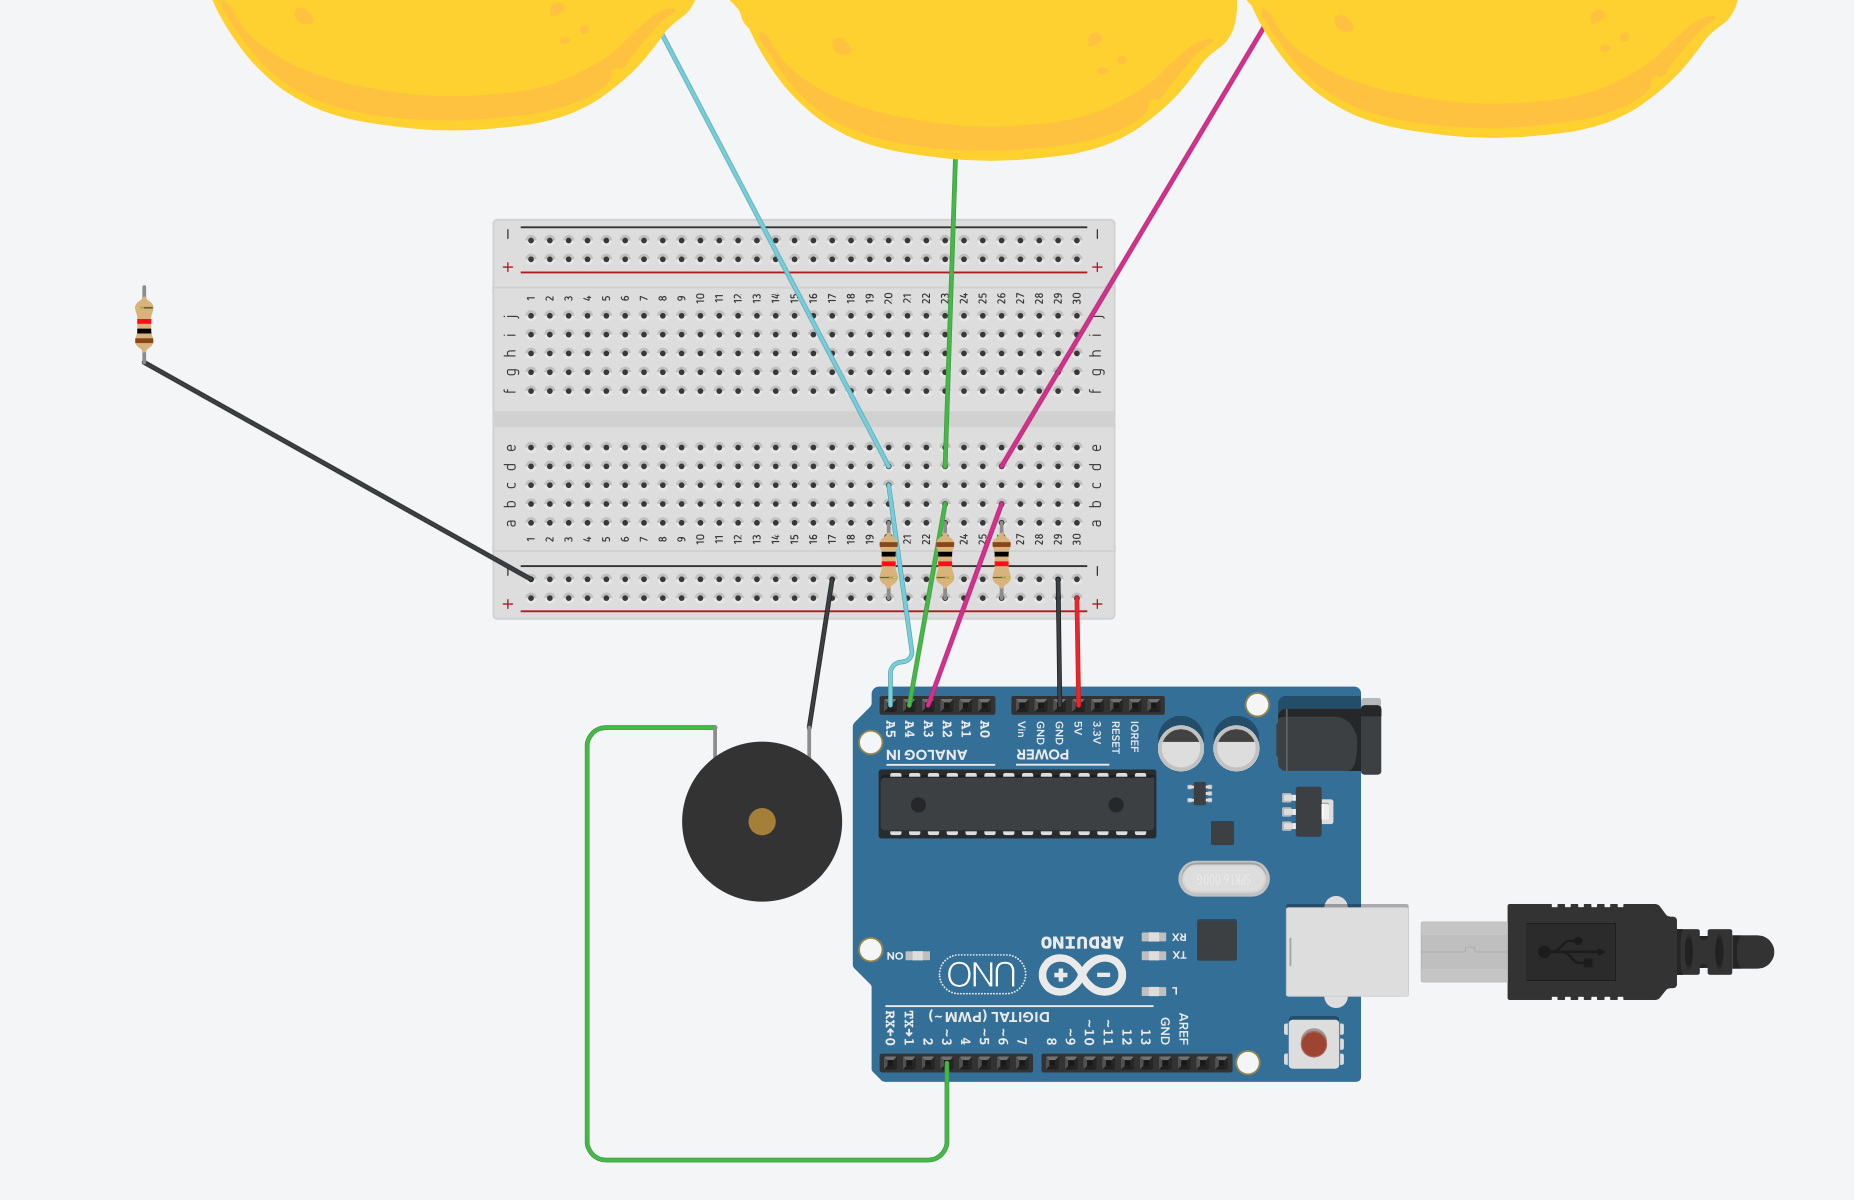 − −
+ +
1 2 3 4 5 6 7 8 9 10 11 12 13 14 15 16 17 18 19 20 21 22 23 24 25 26 27 28 29 30
j j
i i
h h
g g
f f
e e
d d
c c
b b
a a
1 2 3 4 5 6 7 8 9 10 11 12 13 14 15 16 17 18 19 21 22 24 25 27 28 29 30
− −
+ +
A5 A4 A3 A2 A1 A0
ANALOG IN
Vin GND GND 5V 3.3V RESET IOREF
POWER
ON
UNO
ARDUINO
RX
TX
L
DIGITAL (PWM~)
RX←0 TX→1 2 ~3 4 ~5 ~6 7 8 ~9 ~10 ~11 12 13 GND AREF